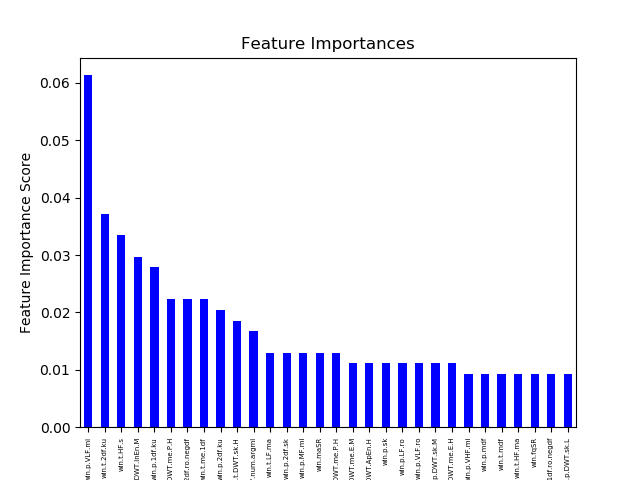 Feature Importances
Feature Importance Score
0.06
0.05
0.04
0.03
0.02
0.01
0.00
win.p.VLF.ml
win.t.2df.ku
win.t.HF.s
DWT.InEn.M
win.p.1df.ku
DWT.me.P.H
2df.ro.negdf
win.t.me.1df
win.p.2df.ku
t.DWT.sk.H
.num.argmi
win.t.LF.ma
win.p.2df.sk
win.p.MF.ml
win.maSR
DWT.me.P.H
DWT.me.E.M
DWT.ApEn.H
win.p.sk
win.p.LF.ro
win.p.VLF.ro
p.DWT.sk.M
DWT.me.E.H
win.p.VHF.ml
win.p.mdf
win.t.mdf
win.t.HF.ma
win.fqSR
1df.ro.negdf
.p.DWT.sk.L